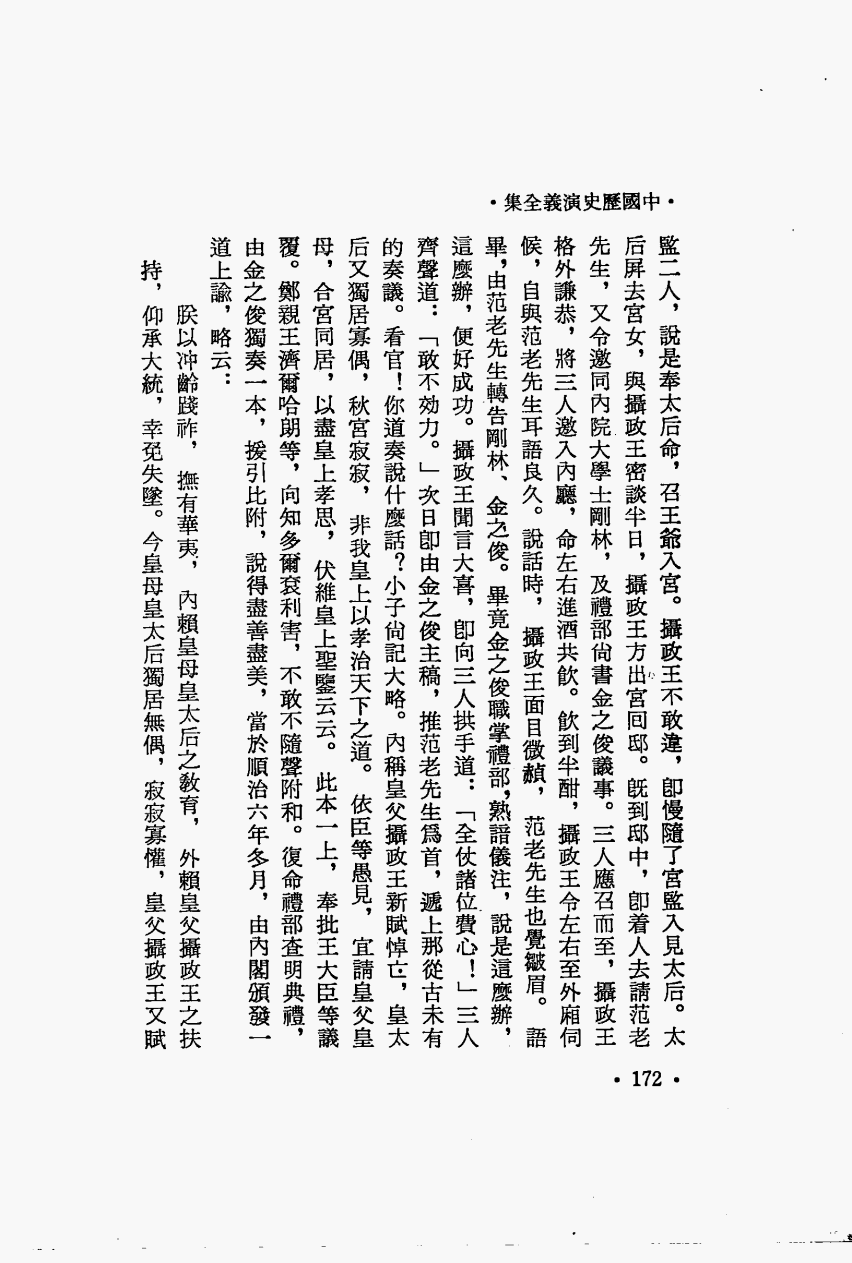 ·中國歷史演義全集·
監二人，說是奉太后命，召王爺入宮。攝政王不敢違，卽慢隨了宮監入見太后。太
后屏去宮女，與攝政王密談半日，攝政王方出宮回邸。旣到邸中，卽着人去請范老
先生，又令邀同內院大學士剛林，及禮部尙書金之俊議事。三人應召而至，攝政王
格外謙恭，將三人邀入內廳，命左右進酒共飮。飮到半酣，攝政王令左右至外廂伺
候，自與范老先生耳語良久。說話時，攝政王面目微赬，范老先生也覺皺眉。語
畢，由范老先生轉告剛林、金之俊。畢竟金之俊職掌禮部，熟諳儀注，說是這麼辦，
這麼辦，便好成功。攝政王聞言大喜，卽向三人拱手道：「全仗諸位費心！」三人
齊聲道：「敢不効力。」次日卽由金之俊主稿，推范老先生爲首，遞上那從古未有
的奏議。看官！你道奏說什麼話？小子尙記大略。內稱皇父攝政王新賦悼亡，皇太
后又獨居寡偶，秋宮寂寂，非我皇上以孝治天下之道。依臣等愚見，宜請皇父皇
母，合宮同居，以盡皇上孝思，伏維皇上聖鑒云云。此本一上，奉批王大臣等議
覆。鄭親王濟爾哈朗等，向知多爾袞利害，不敢不隨聲附和。復命禮部查明典禮，
由金之俊獨奏一本，援引比附，說得盡善盡美，當於順治六年冬月，由內閣頒發一
道上諭，略云：
朕以冲齡踐祚，撫有華夷，內賴皇母皇太后之教育，外賴皇父攝政王之扶
持，仰承大統，幸免失墜。今皇母皇太后獨居無偶，寂寂寡懽，皇父攝政王又賦
·172·